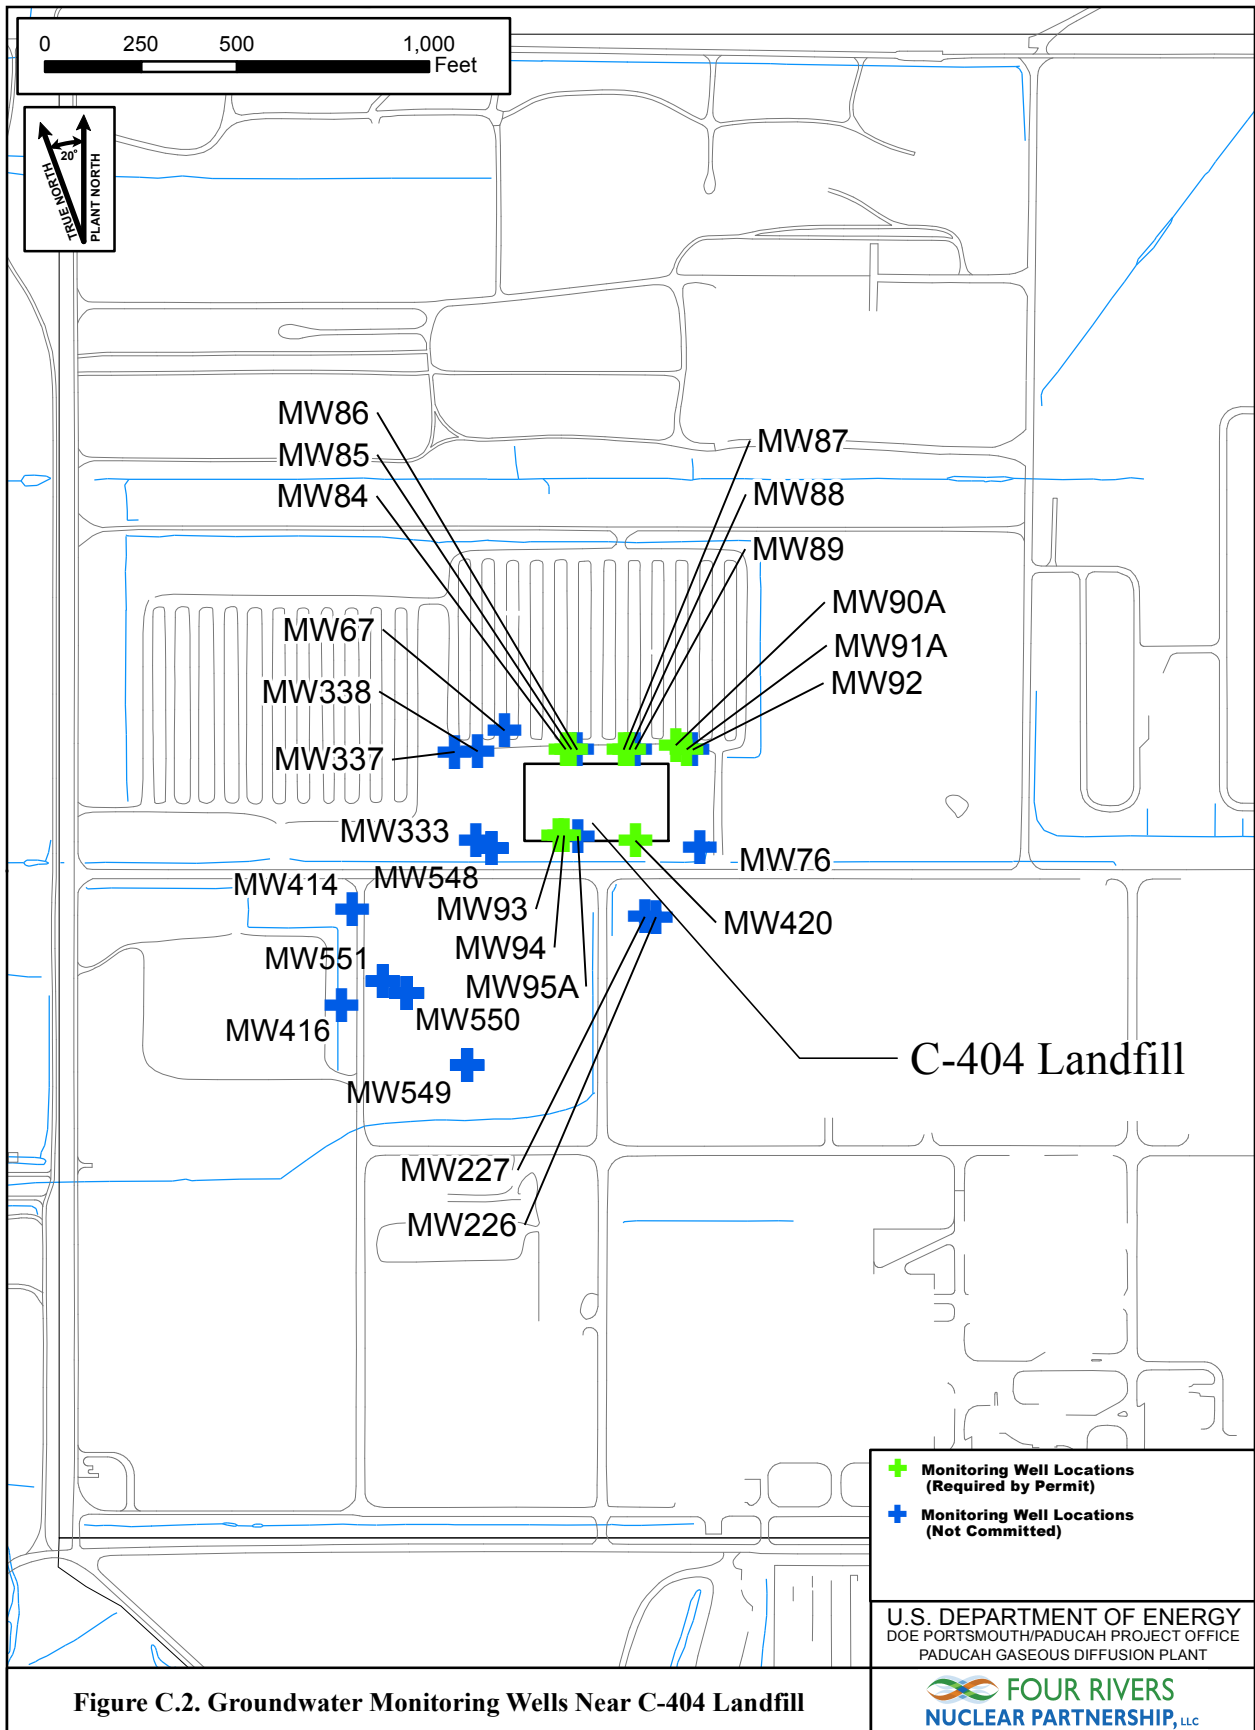 0 250 500 1,000
Feet
20°
TRUE NORTH
PLANT NORTH
MW86
MW85
MW84
MW87
MW88
MW89
MW90A
MW91A
MW92
MW67
MW338
MW337
MW333
MW548
MW414
MW93
MW94
MW95A
MW76
MW420
MW551
MW550
MW416
MW549
C-404 Landfill
MW227
MW226
Monitoring Well Locations
(Required by Permit)
Monitoring Well Locations
(Not Committed)
U.S. DEPARTMENT OF ENERGY
DOE PORTSMOUTH/PADUCAH PROJECT OFFICE
PADUCAH GASEOUS DIFFUSION PLANT
Figure C.2. Groundwater Monitoring Wells Near C-404 Landfill
FOUR RIVERS
NUCLEAR PARTNERSHIP, LLC